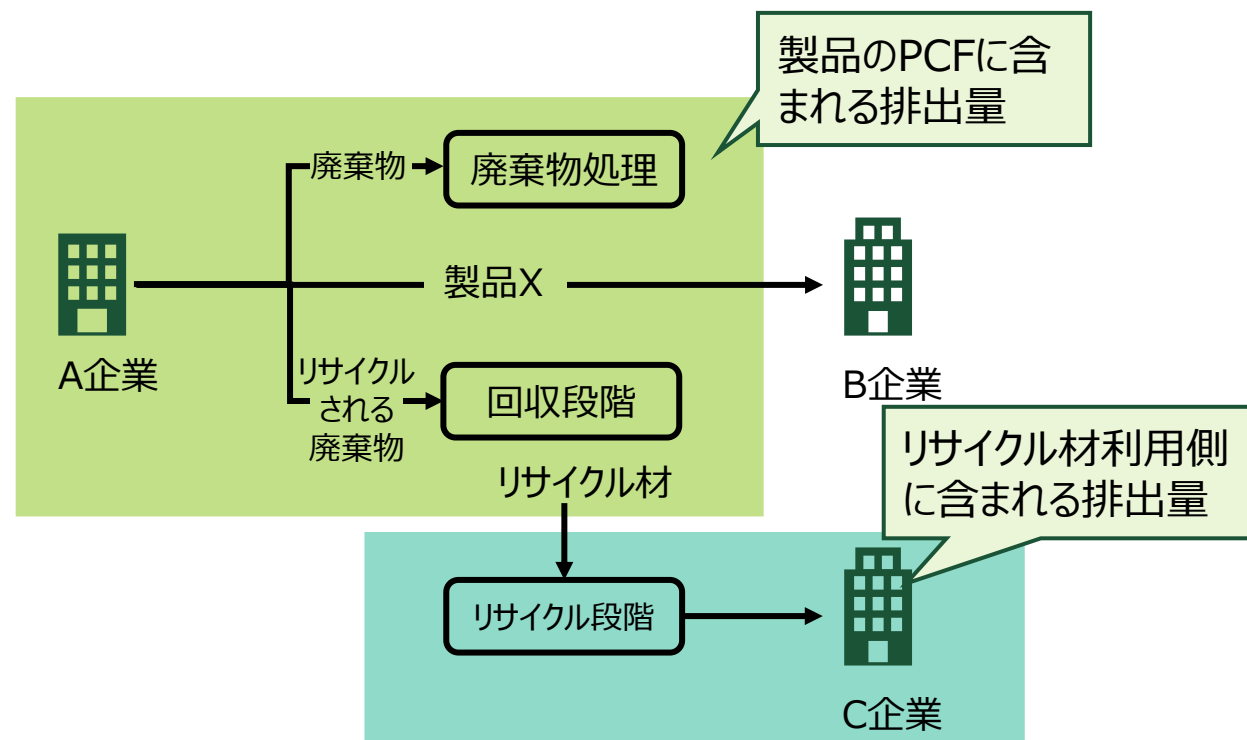 製品のPCFに含
まれる排出量
廃棄物
廃棄物処理
製品X
A企業
B企業
リサイクル
される
廃棄物
回収段階
リサイクル材
リサイクル材利用側
に含まれる排出量
リサイクル段階
C企業